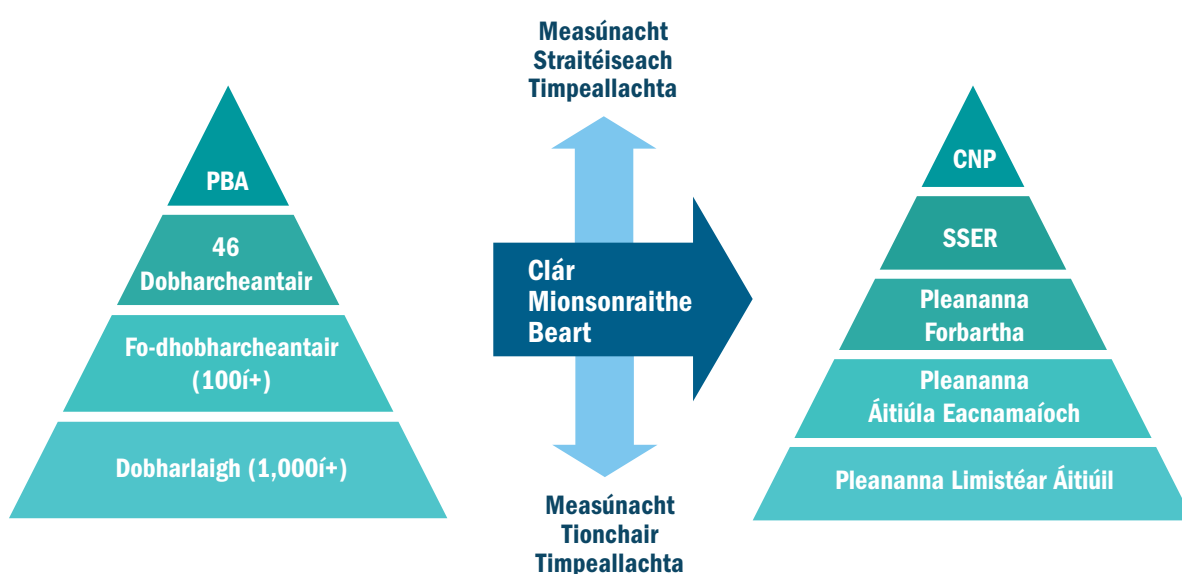 PBA
46
Dobharcheantair
Fo-dhobharcheantair
(100í+)
Dobharlaigh (1,000í+)
Measúnacht
Straitéiseach
Timpeallachta
Clár
Mionsonraithe
Beart
Measúnacht
Tionchair
Timpeallachta
CNP
SSER
Pleananna
Forbartha
Pleananna
Áitiúla Eacnamaíoch
Pleananna Limistéar Áitiúil